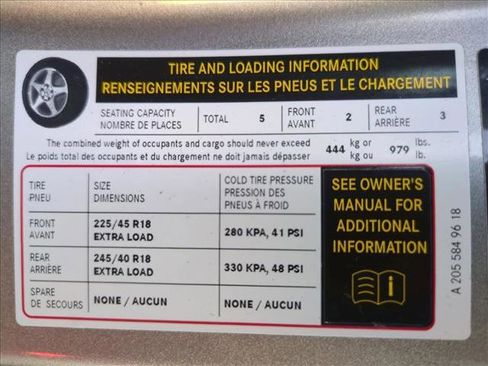 TIRE AND LOADING INFORMATION
RENSEIGNEMENTS SUR LES PNEUS ET LE CHARGEMENT
SEATING CAPACITY
NOMBRE DE PLACES
TOTAL 5
FRONT
AVANT
2
REAR
ARRIÈRE
3
The combined weight of occupants and cargo should never exceed
Le poids total des occupants et du chargement ne doit jamais dépasser
444 kg or
kg ou
979 lbs.
lb.
TIRE
PNEU
SIZE
DIMENSIONS
COLD TIRE PRESSURE
PRESSION DES
PNEUS À FROID
FRONT
AVANT
225/45 R18
EXTRA LOAD
280 KPA, 41 PSI
REAR
ARRIÈRE
245/40 R18
EXTRA LOAD
330 KPA, 48 PSI
SPARE
DE SECOURS
NONE / AUCUN
NONE / AUCUN
SEE OWNER'S
MANUAL FOR
ADDITIONAL
INFORMATION
i
A 205 584 96 18